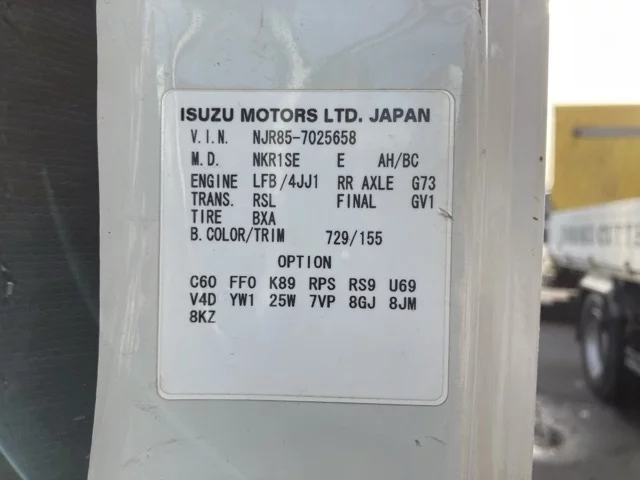 ISUZU MOTORS LTD. JAPAN
V.I.N. NJR85-7025658
M.D. NKR1SE E AH/BC
ENGINE LFB/4JJ1 RR AXLE G73
TRANS. RSL FINAL GV1
TIRE BXA
B.COLOR/TRIM 729/155
OPTION
C60 FF0 K89 RPS RS9 U69
V4D YW1 25W 7VP 8GJ 8JM
8KZ